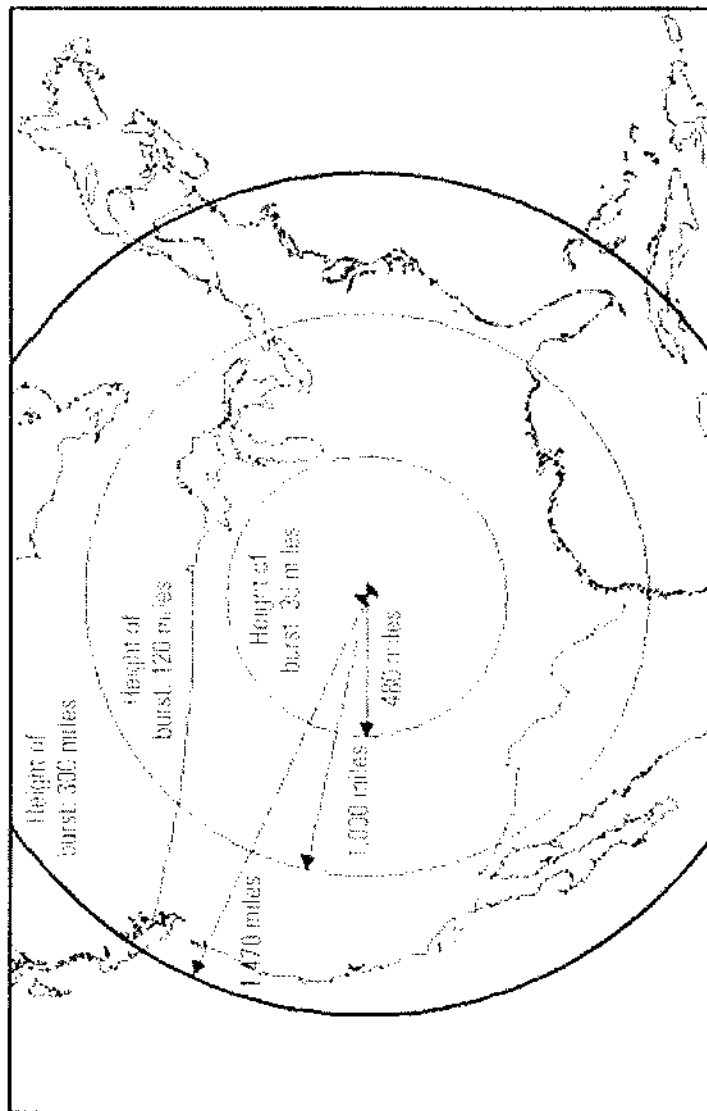 Height of
burst: 300 miles
Height of
burst: 120 miles
Height of
burst: 30 miles
480 miles
1,000 miles
1,470 miles